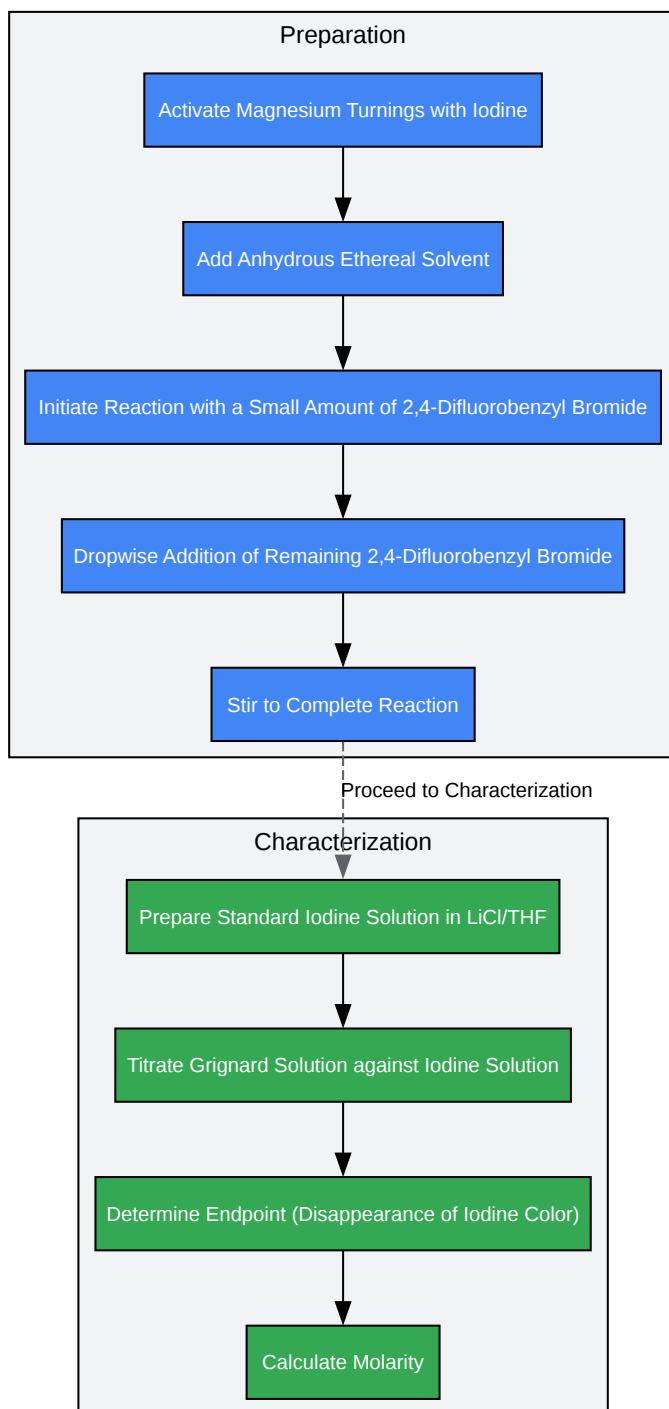 Preparation
Activate Magnesium Turnings with Iodine
Add Anhydrous Ethereal Solvent
Initiate Reaction with a Small Amount of 2,4-Difluorobenzyl Bromide
Dropwise Addition of Remaining 2,4-Difluorobenzyl Bromide
Stir to Complete Reaction
Proceed to Characterization
Characterization
Prepare Standard Iodine Solution in LiCl/THF
Titrate Grignard Solution against Iodine Solution
Determine Endpoint (Disappearance of Iodine Color)
Calculate Molarity